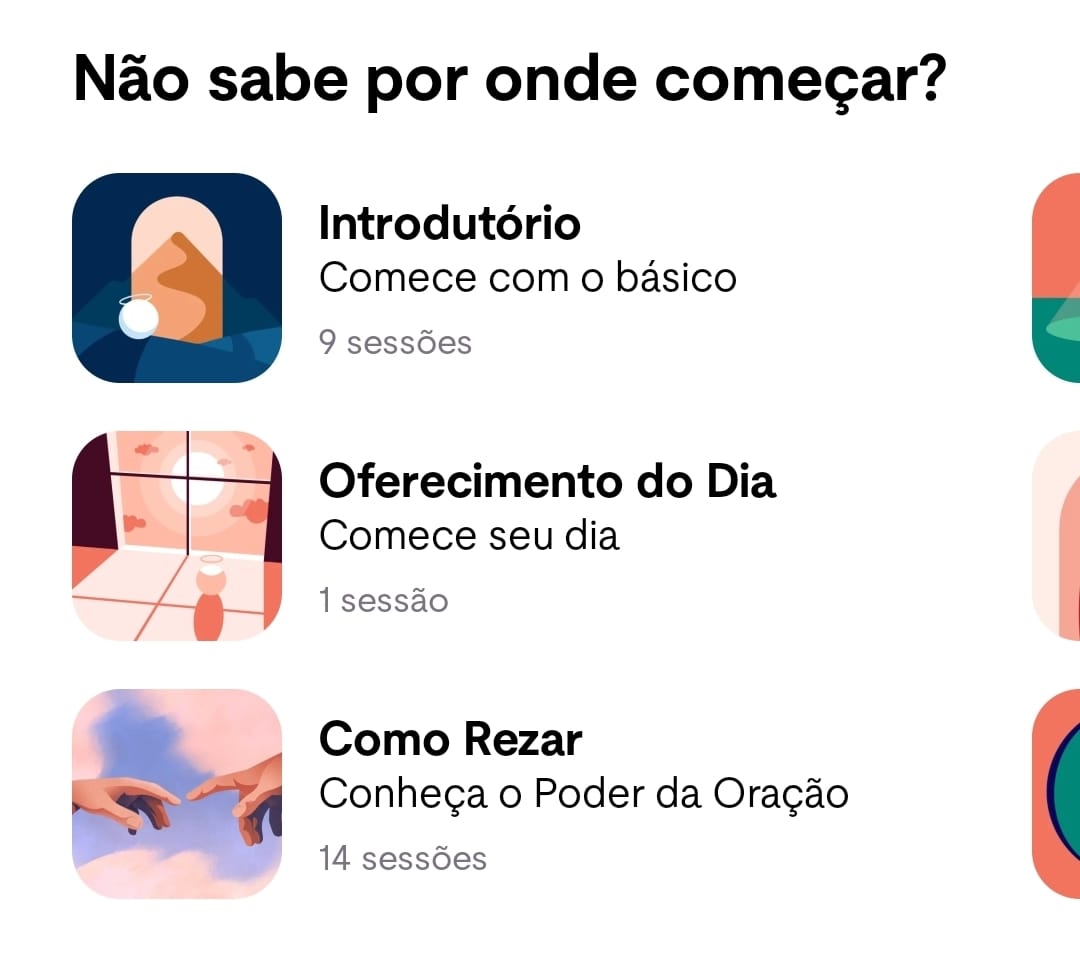 Não sabe por onde começar?
Introdutório
Comece com o básico
9 sessões
Oferecimento do Dia
Comece seu dia
1 sessão
Como Rezar
Conheça o Poder da Oração
14 sessões